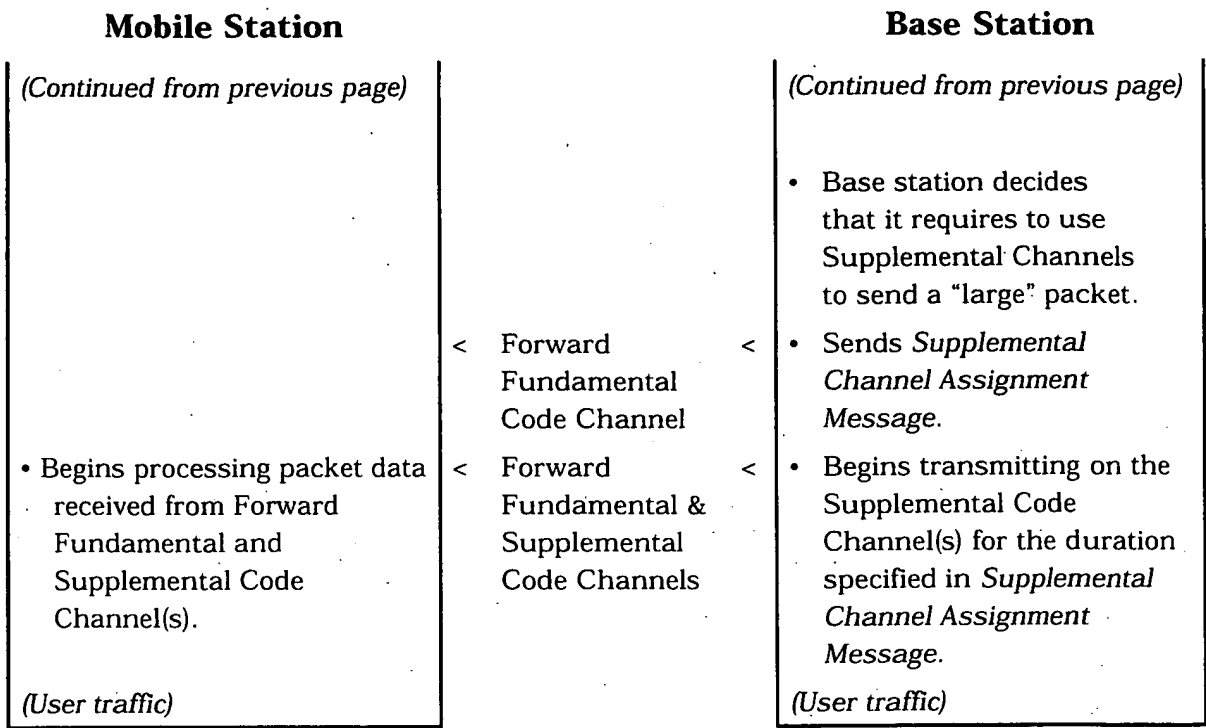 Mobile Station
Base Station
(Continued from previous page)
(Continued from previous page)
• Base station decides
that it requires to use
Supplemental Channels
to send a “large” packet.
< Forward < • Sends Supplemental
Fundamental Channel Assignment
Code Channel Message.
• Begins processing packet data < Forward < • Begins transmitting on the
received from Forward Fundamental & Supplemental Code
Fundamental and Supplemental Channel(s) for the duration
Supplemental Code Code Channels specified in Supplemental
Channel(s). Channel Assignment
Message.
(User traffic) (User traffic)